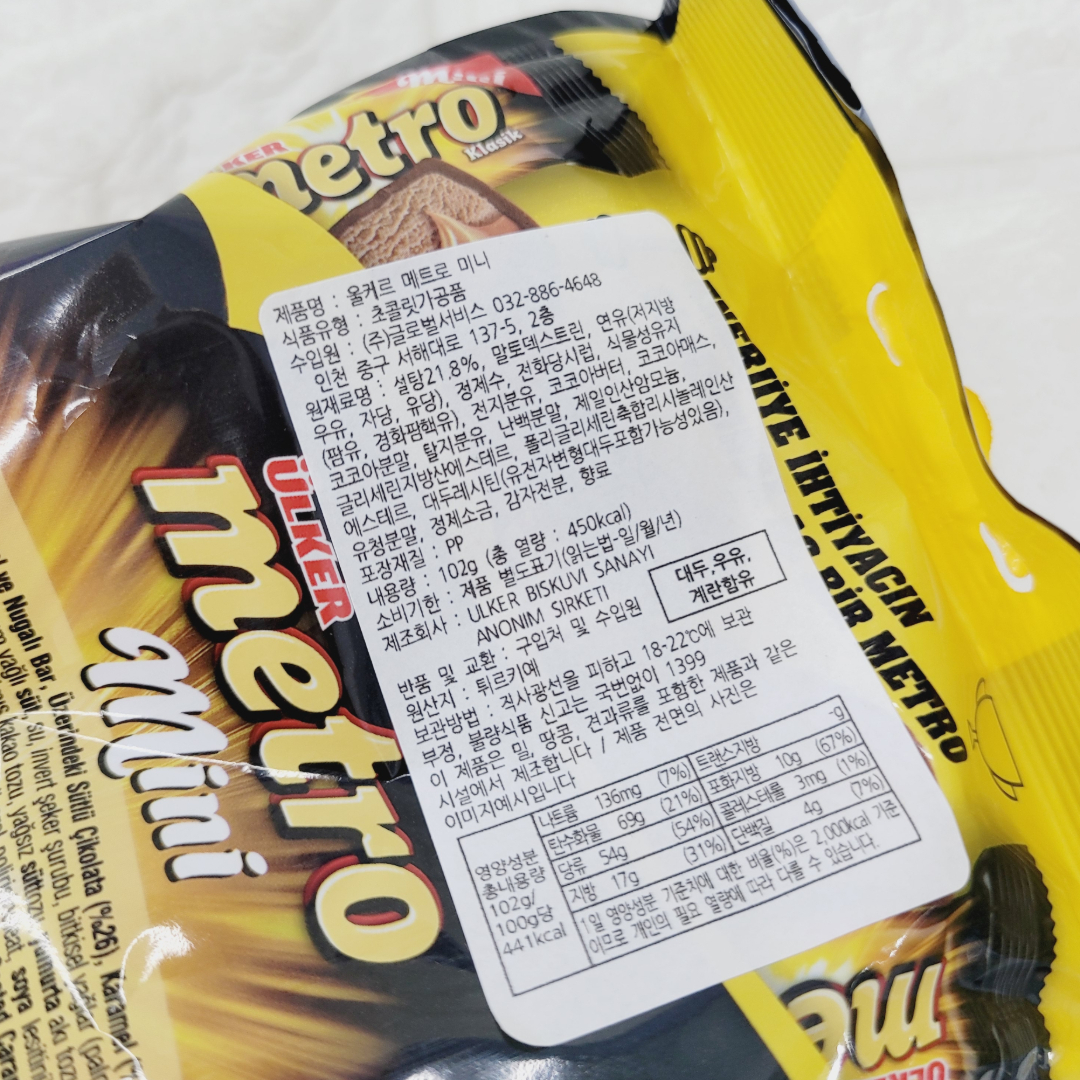 mini
ÜLKER
metro
Klasik
제품명 : 울커르 메트로 미니
식품유형 : 초콜릿가공품
수입원 : (주)글로벌서비스 032-886-4648
인천 중구 서해대로 137-5, 2층
원재료명 : 설탕21.8%, 말토덱스트린, 연유(저지방
우유, 자당 유당), 정제수, 전화당시럽, 식물성유지
(팜유, 경화팜핵유), 전지분유, 코코아버터, 코코아매스,
코코아분말, 탈지분유, 난백분말, 제일인산암모늄,
글리세린지방산에스테르, 폴리글리세린축합리시놀레인산
에스테르, 대두레시틴(유전자변형대두포함가능성있음),
유청분말, 정제소금, 감자전분, 향료
포장재질 : PP
내용량 : 102g (총 열량 : 450kcal)
소비기한 : 제품 별도표기(읽는법-일/월/년)
제조회사 : ULKER BISKUVI SANAYI
ANONIM SIRKETI
대두,우유,
계란함유
반품 및 교환 : 구입처 및 수입원
원산지 : 튀르키예
보관방법 : 직사광선을 피하고 18-22℃에 보관
부정, 불량식품 신고는 국번없이 1399
이 제품은 밀, 땅콩, 견과류를 포함한 제품과 같은
시설에서 제조합니다 / 제품 전면의 사진은
이미지예시입니다
영양성분
총내용량
102g/
100g당
441kcal
나트륨 136mg (7%) 트랜스지방 -g
탄수화물 69g (21%) 포화지방 10g (67%)
당류 54g (54%) 콜레스테롤 3mg (1%)
지방 17g (31%) 단백질 4g (7%)
1일 영양성분 기준치에 대한 비율(%)은 2,000kcal 기준
이므로 개인의 필요 열량에 따라 다를 수 있습니다.
ÜLKER
metro
mini
İHTİYACIN
BİR METRO
ve Nugalı Bar, Üzerindeki Sütlü Çikolata (%26), Karamel
yağlı süt, su, invert şeker şurubu, bitkisel yağ
kakao tozu, yağsız süttozu
soya